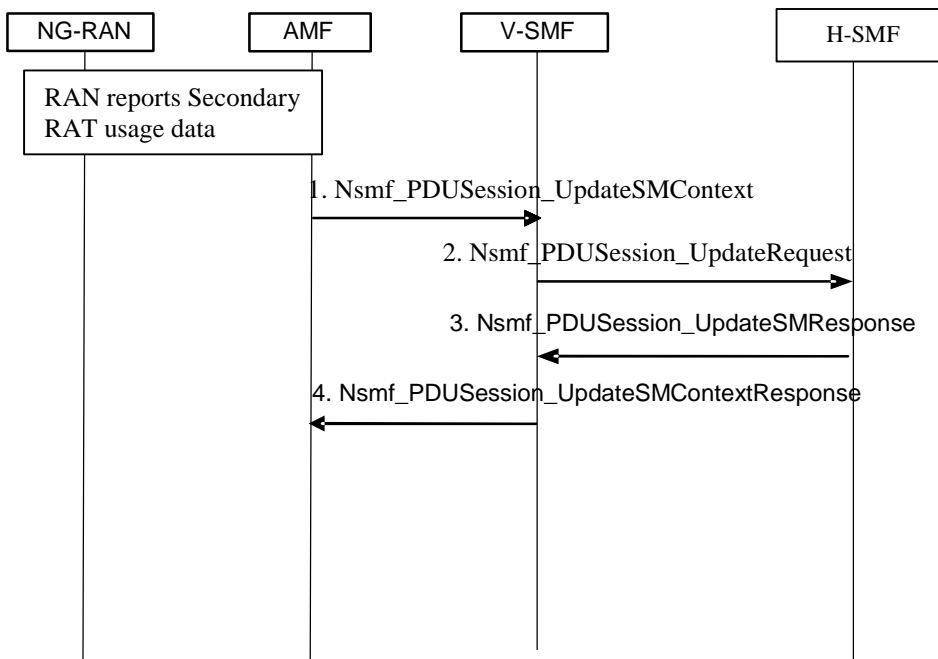 NG-RAN
AMF
V-SMF
H-SMF
RAN reports Secondary
RAT usage data
1. Nsmf_PDUSession_UpdateSMContext
2. Nsmf_PDUSession_UpdateRequest
3. Nsmf_PDUSession_UpdateSMResponse
4. Nsmf_PDUSession_UpdateSMContextResponse